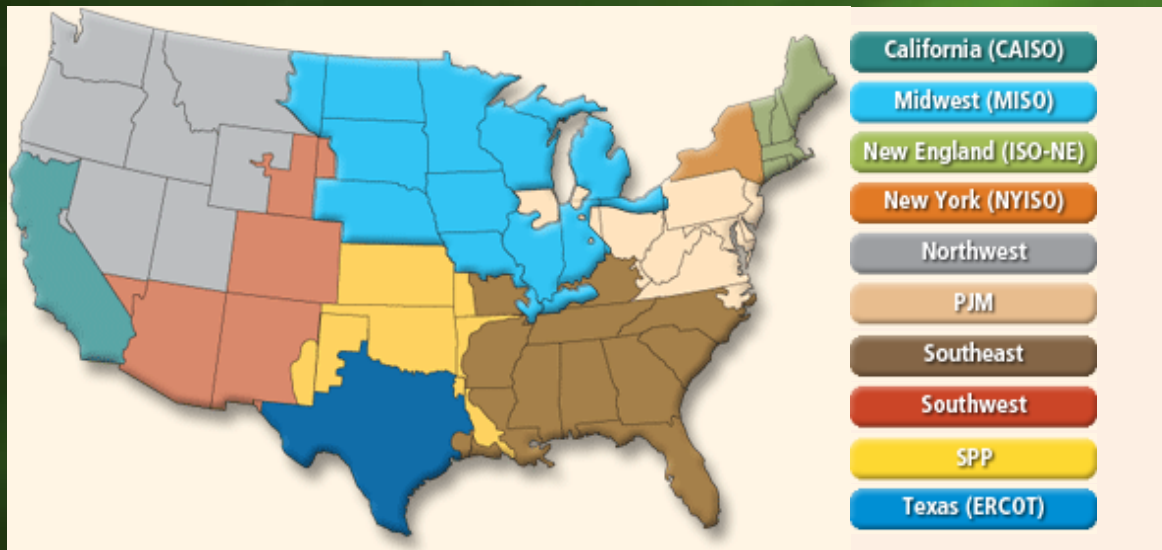 California (CAISO)
Midwest (MISO)
New England (ISO-NE)
New York (NYISO)
Northwest
PJM
Southeast
Southwest
SPP
Texas (ERCOT)